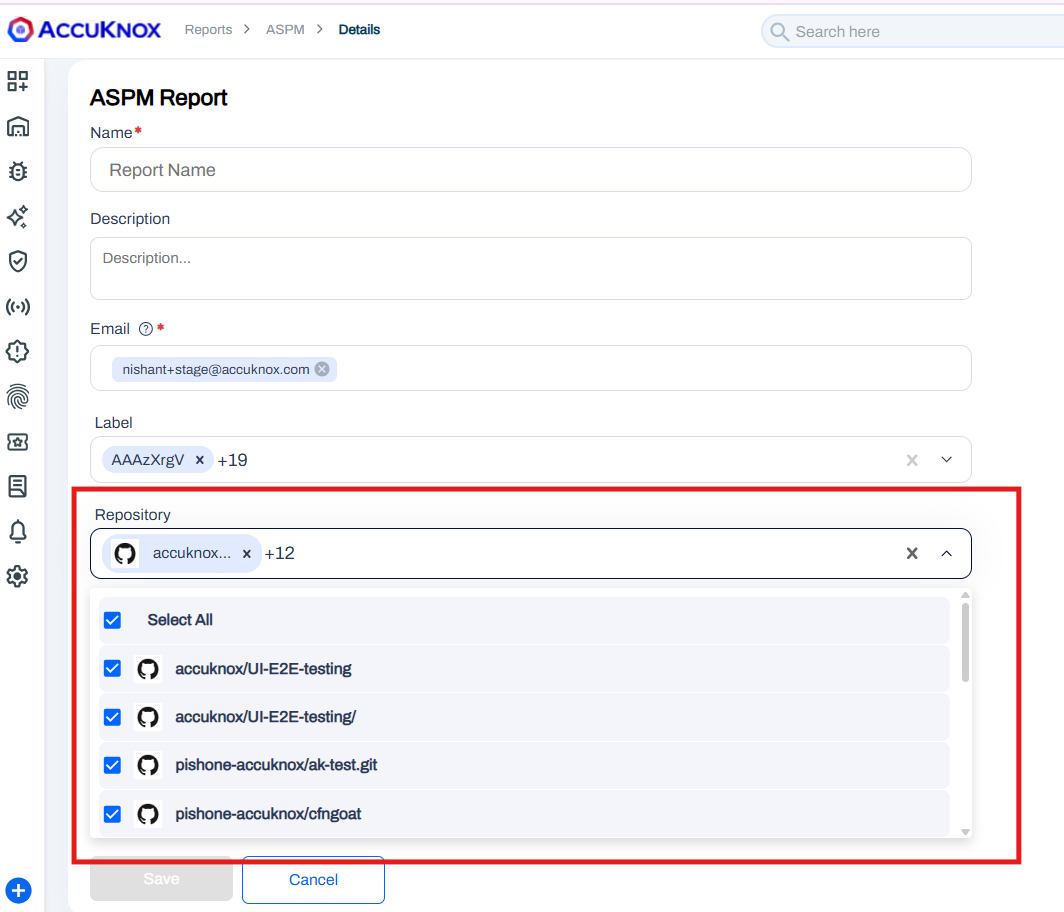 ACCUKNOX Reports > ASPM > Details Search here
ASPM Report
Name*
Report Name
Description
Description...
Email ? *
nishant+stage@accuknox.com
Label
AAAzXrgV × +19
Repository
accuknox... × +12
Select All
accuknox/UI-E2E-testing
accuknox/UI-E2E-testing/
pishone-accuknox/ak-test.git
pishone-accuknox/cfngoat
Save Cancel